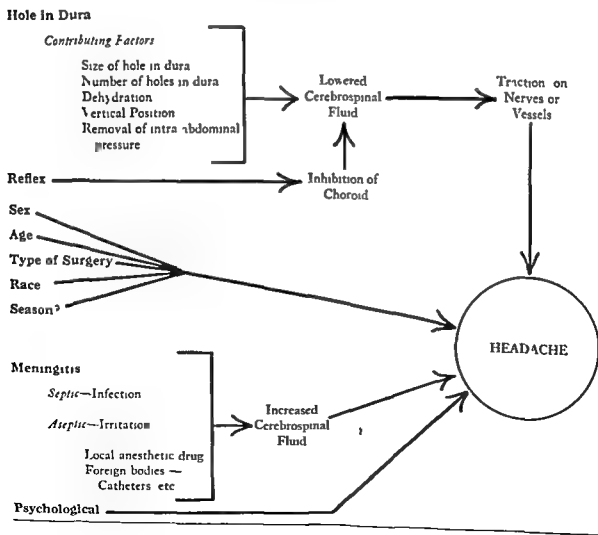 Hole in Dura
Contributing Factors
Size of hole in dura
Number of holes in dura
Dehydration
Vertical Position
Removal of intra abdominal
pressure
Lowered
Cerebrospinal
Fluid
Traction on
Nerves or
Vessels
Reflex
Inhibition of
Choroid
Sex
Age
Type of Surgery
Race
Season?
HEADACHE
Meningitis
Septic—Infection
Aseptic—Irritation
Local anesthetic drug
Foreign bodies —
Catheters etc
Increased
Cerebrospinal
Fluid
Psychological